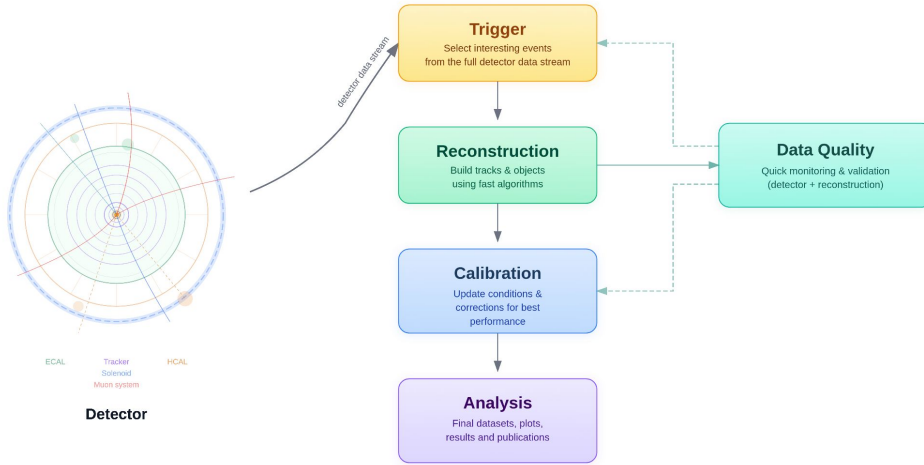 Trigger
Select interesting events
from the full detector data stream
detector data stream
Reconstruction
Build tracks & objects
using fast algorithms
Data Quality
Quick monitoring & validation
(detector + reconstruction)
Calibration
Update conditions &
corrections for best
performance
ECAL
Tracker
HCAL
Solenoid
Muon system
Detector
Analysis
Final datasets, plots,
results and publications